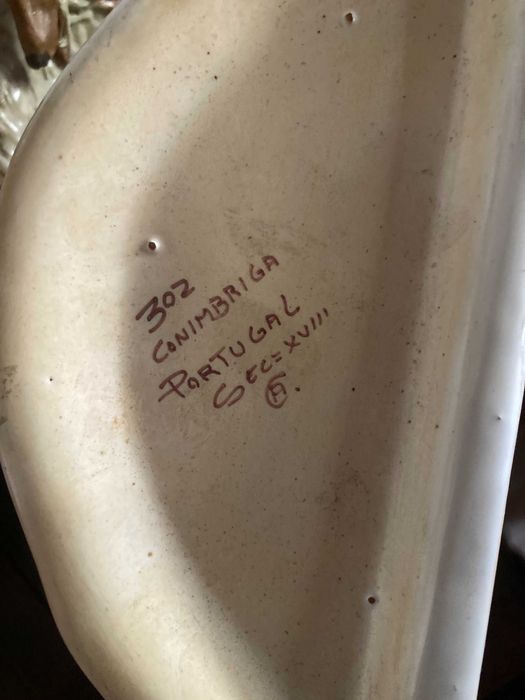 302
CONIMBRIGA
PORTUGAL
SEC = XVIII